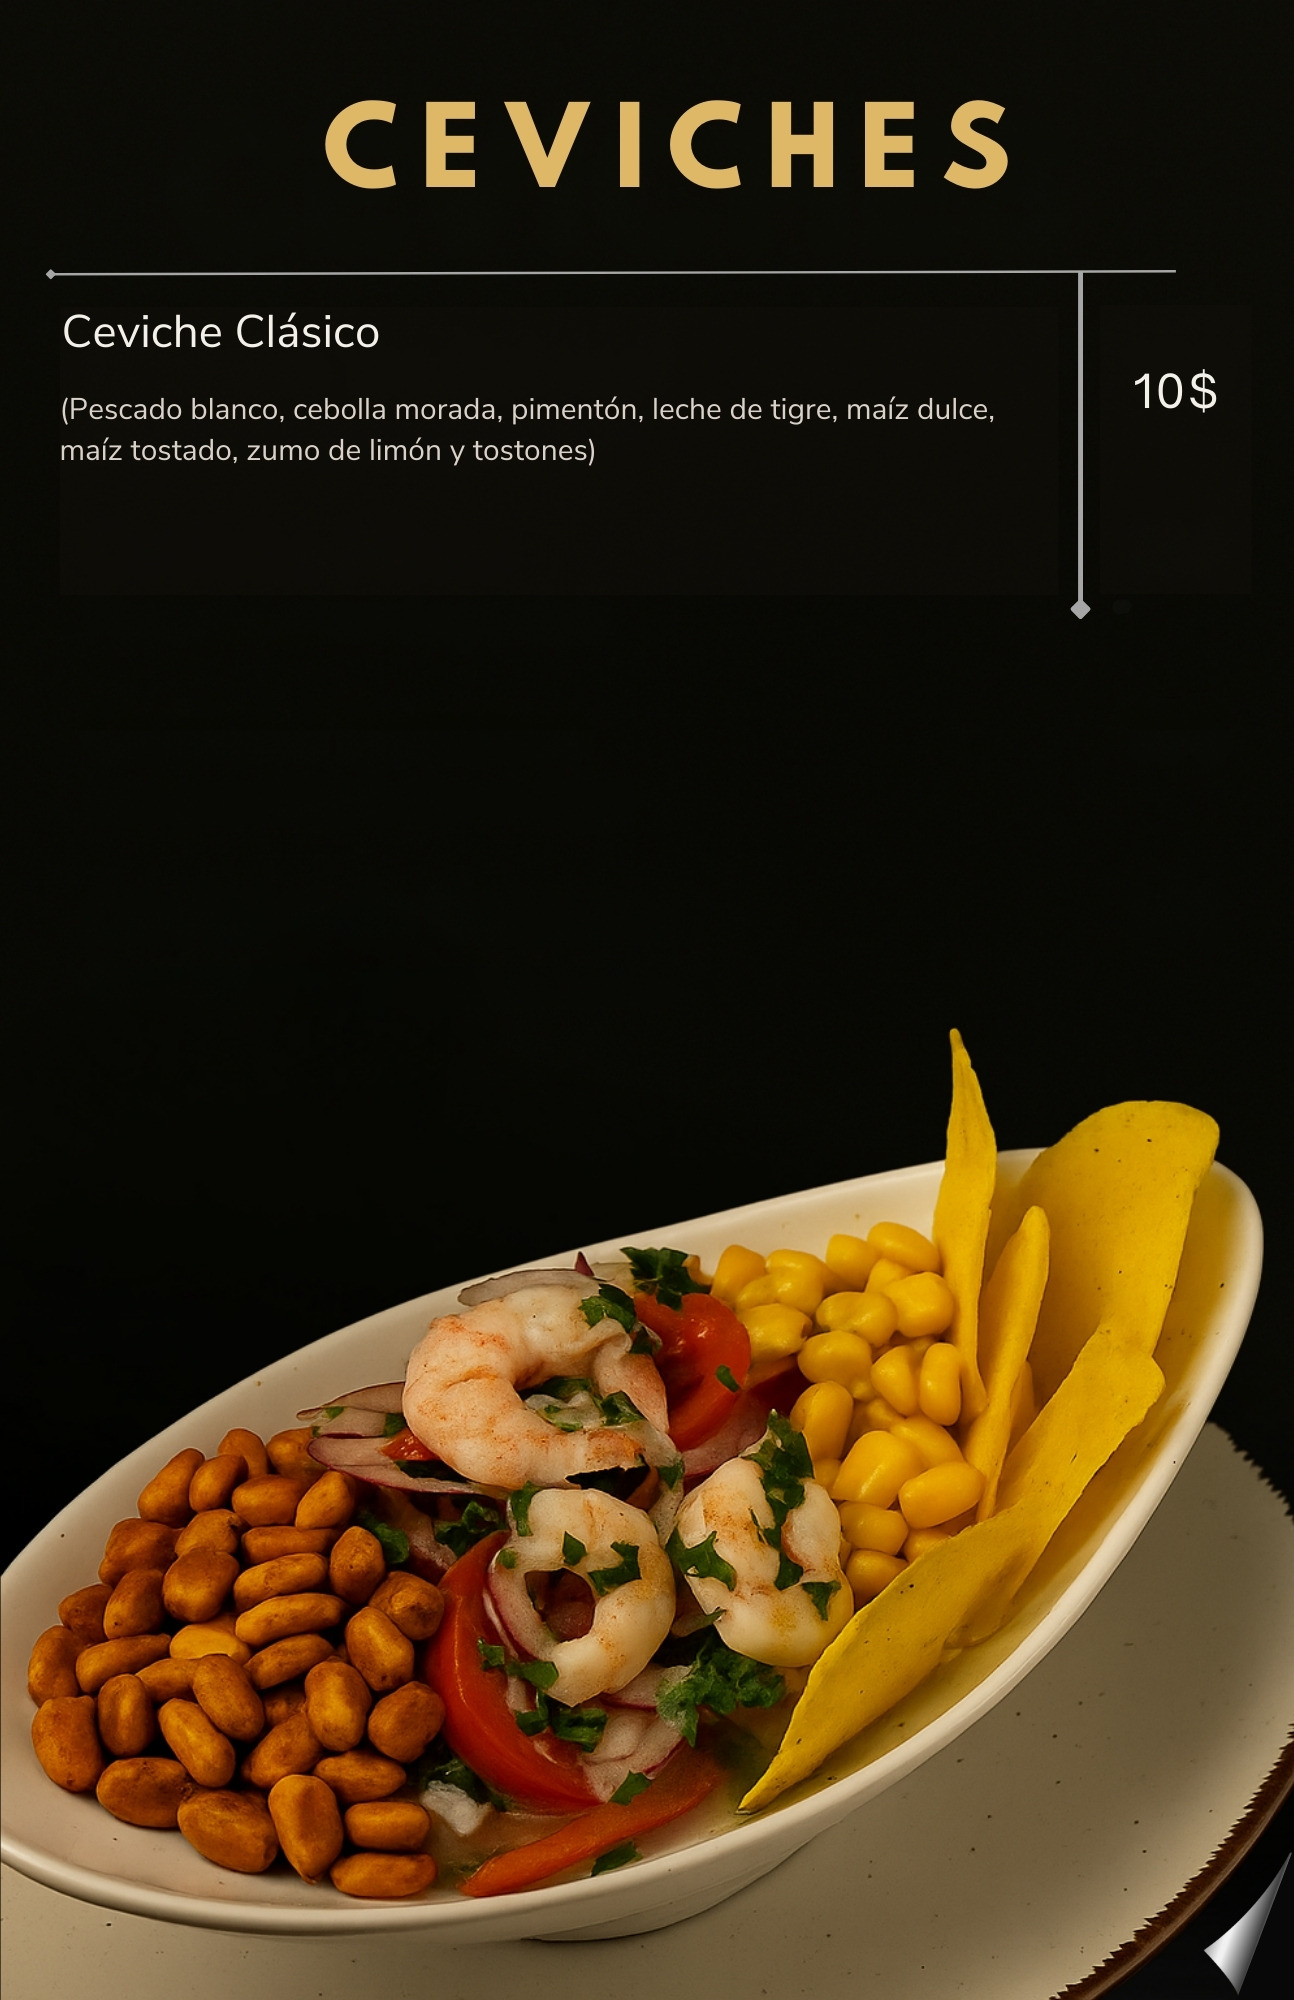 CEVICHES
Ceviche Clásico
(Pescado blanco, cebolla morada, pimentón, leche de tigre, maíz dulce,
maíz tostado, zumo de limón y tostones)
10$